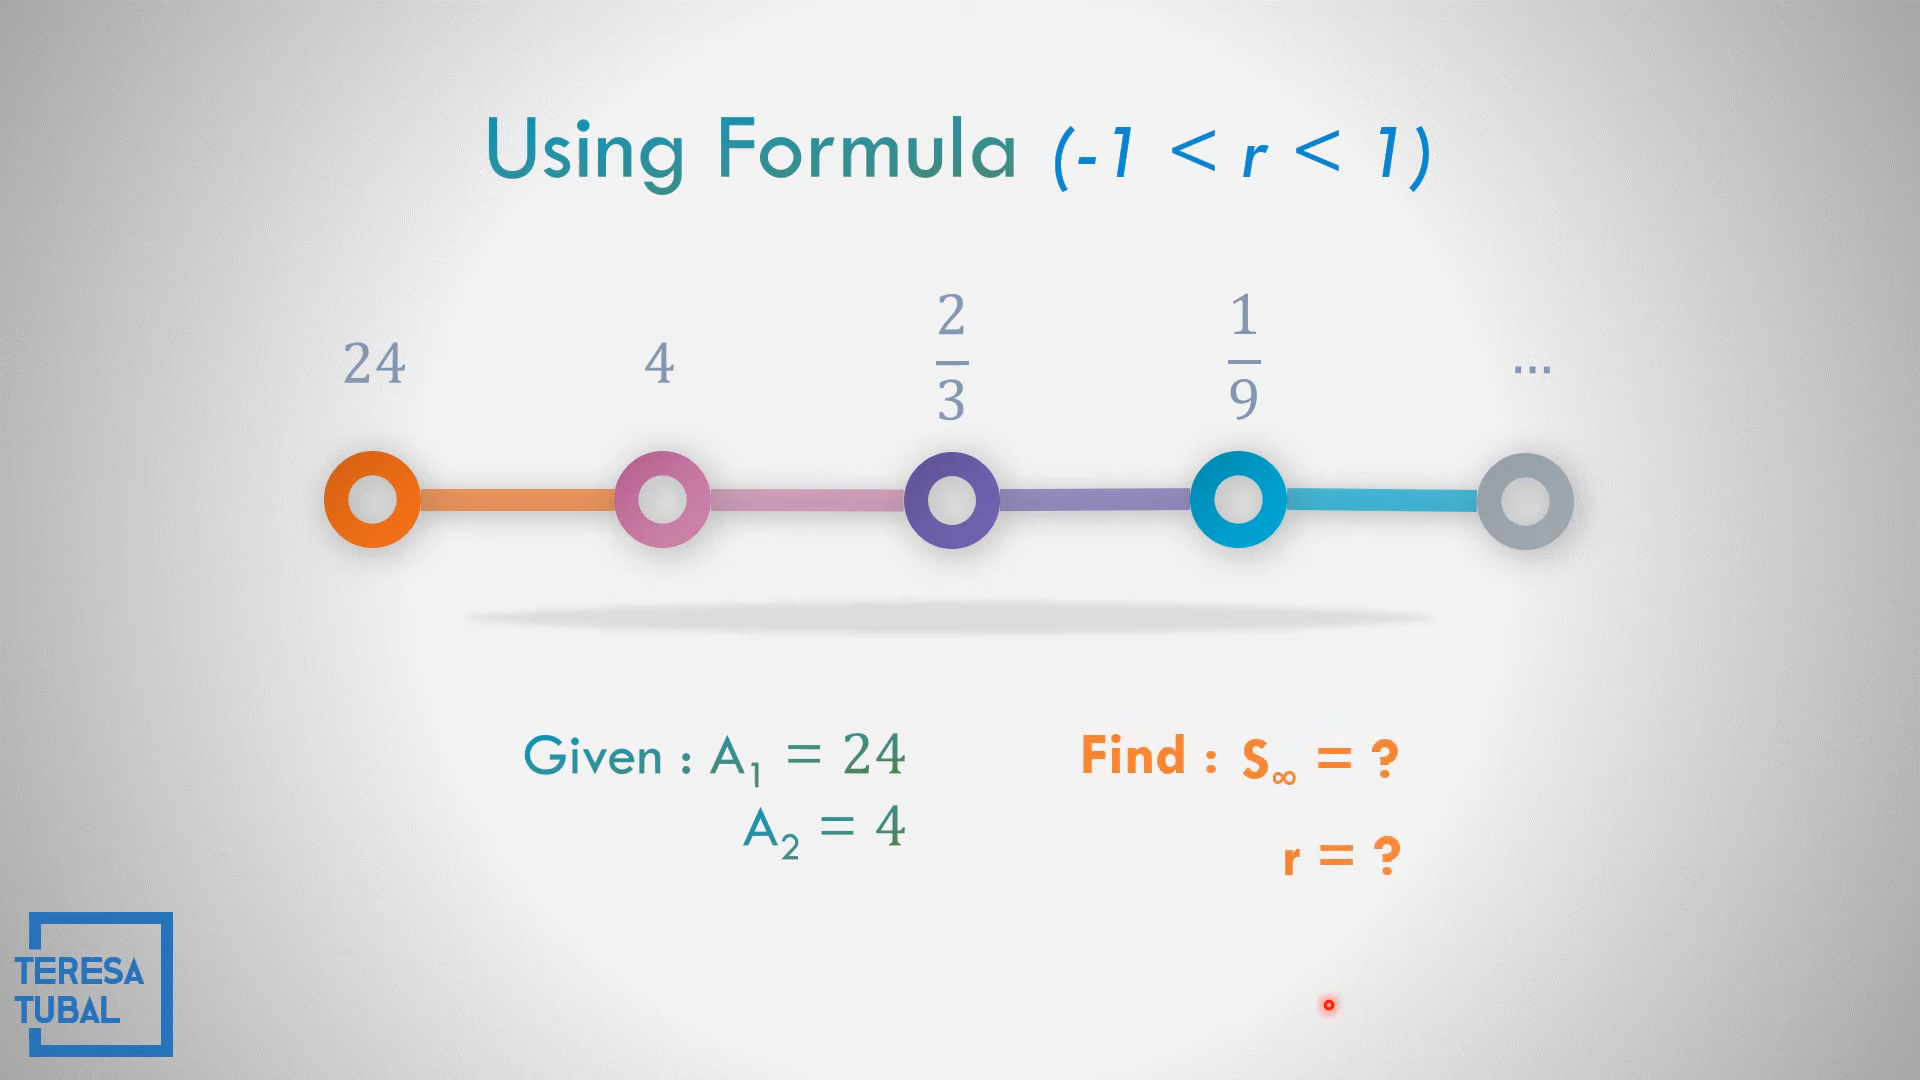 Using Formula (-1 < r < 1)
24 4 2/3 1/9 ...
Given : A₁ = 24
A₂ = 4
Find : S∞ = ?
r = ?
TERESA
TUBAL